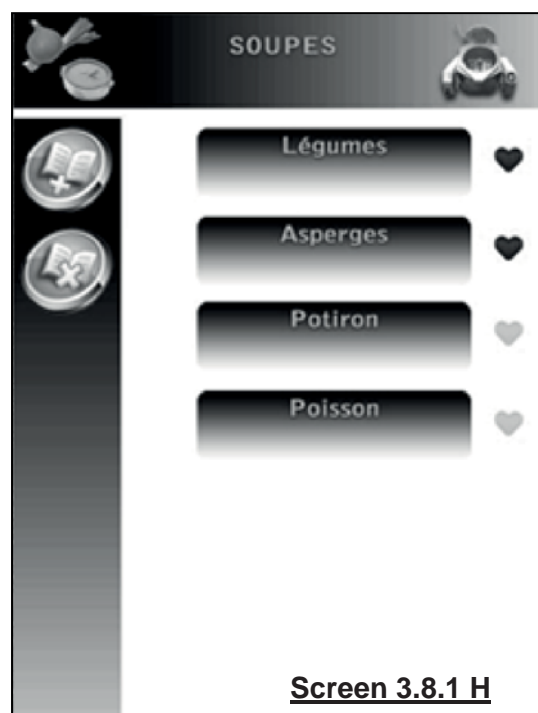 SOUPES
Légumes
Asperges
Potiron
Poisson
Screen 3.8.1 H